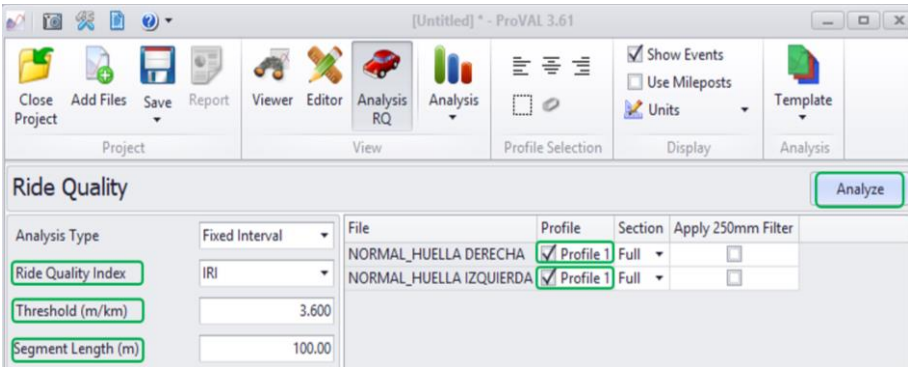 [Untitled] * - ProVAL 3.61
Close Project
Add Files
Save
Report
Viewer
Editor
Analysis RQ
Analysis
Show Events
Use Mileposts
Units
Template
Project
View
Profile Selection
Display
Analysis
Ride Quality
Analyze
Analysis Type
Fixed Interval
Ride Quality Index
IRI
Threshold (m/km)
3.600
Segment Length (m)
100.00
File Profile Section Apply 250mm Filter
NORMAL_HUELLA DERECHA Profile 1 Full
NORMAL_HUELLA IZQUIERDA Profile 1 Full